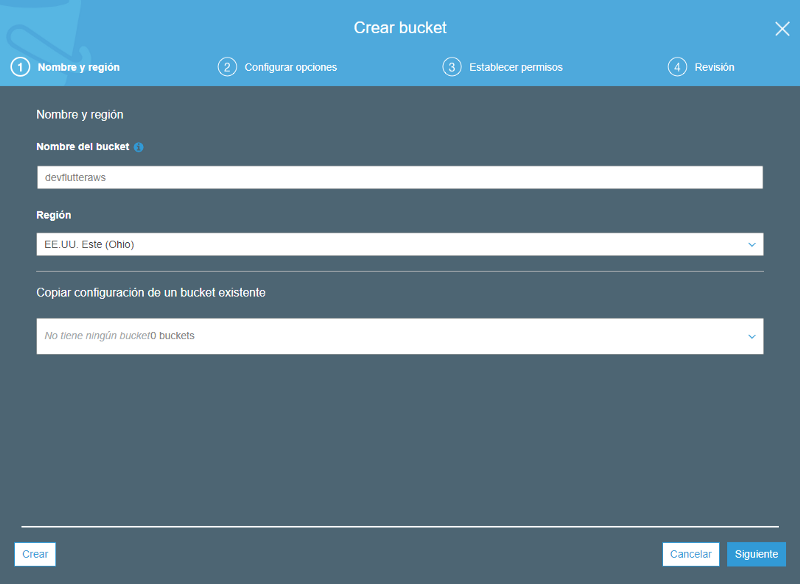 Crear bucket
1 Nombre y región
2 Configurar opciones
3 Establecer permisos
4 Revisión
Nombre y región
Nombre del bucket
devflutteraws
Región
EE.UU. Este (Ohio)
Copiar configuración de un bucket existente
No tiene ningún bucket0 buckets
Crear
Cancelar
Siguiente